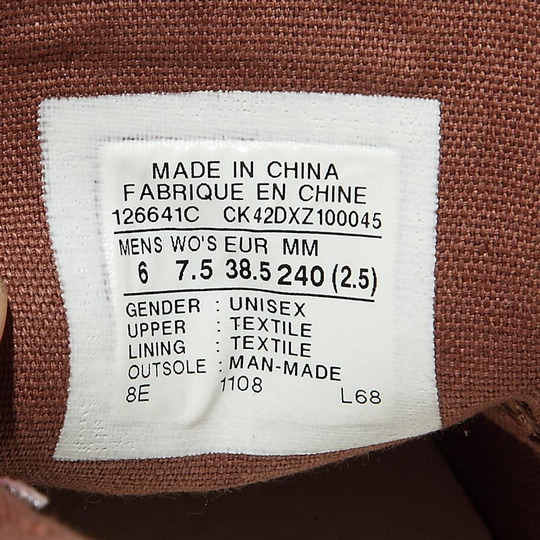 MADE IN CHINA
FABRIQUE EN CHINE
126641C CK42DXZ100045
MENS WO'S EUR MM
6 7.5 38.5 240 (2.5)
GENDER : UNISEX
UPPER : TEXTILE
LINING : TEXTILE
OUTSOLE : MAN-MADE
8E 1108 L68